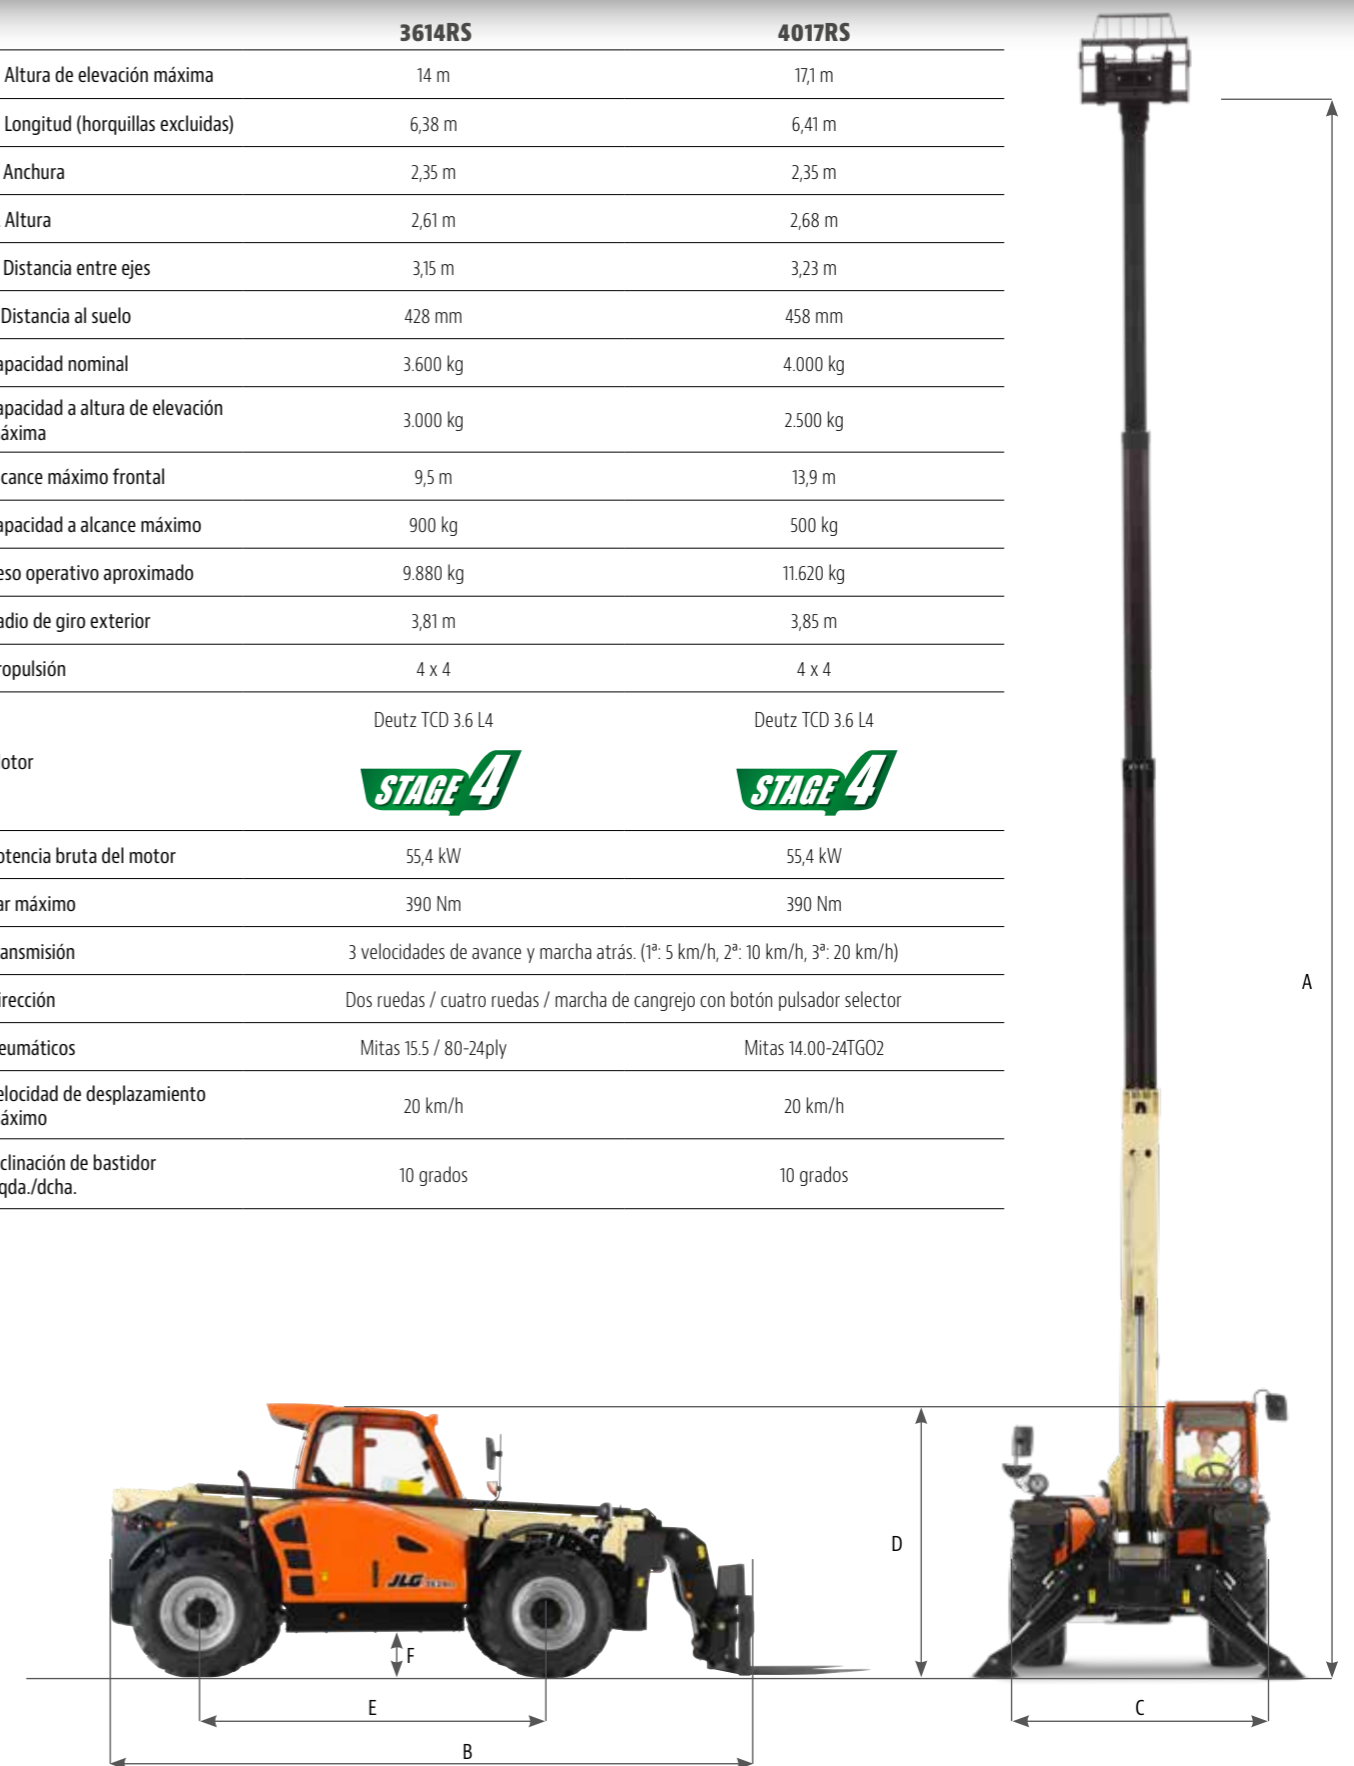 3614RS 4017RS
Altura de elevación máxima 14 m 17,1 m
Longitud (horquillas excluidas) 6,38 m 6,41 m
Anchura 2,35 m 2,35 m
Altura 2,61 m 2,68 m
Distancia entre ejes 3,15 m 3,23 m
Distancia al suelo 428 mm 458 mm
apacidad nominal 3.600 kg 4.000 kg
apacidad a altura de elevación
áxima 3.000 kg 2.500 kg
cance máximo frontal 9,5 m 13,9 m
apacidad a alcance máximo 900 kg 500 kg
eso operativo aproximado 9.880 kg 11.620 kg
adio de giro exterior 3,81 m 3,85 m
ropulsión 4 x 4 4 x 4
Deutz TCD 3.6 L4 Deutz TCD 3.6 L4
otor STAGE 4 STAGE 4
otencia bruta del motor 55,4 kW 55,4 kW
ar máximo 390 Nm 390 Nm
ansmisión 3 velocidades de avance y marcha atrás. (1ª: 5 km/h, 2ª: 10 km/h, 3ª: 20 km/h)
irección Dos ruedas / cuatro ruedas / marcha de cangrejo con botón pulsador selector
eumáticos Mitas 15.5 / 80-24ply Mitas 14.00-24TGO2
elocidad de desplazamiento
áximo 20 km/h 20 km/h
clinación de bastidor
qda./dcha. 10 grados 10 grados
A
D
JLG
F
E
C
B